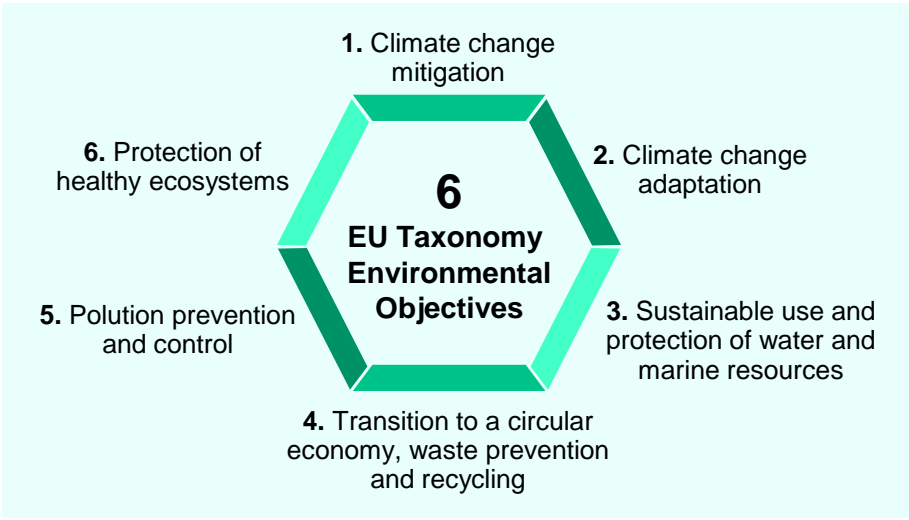 1. Climate change
mitigation
2. Climate change
adaptation
3. Sustainable use and
protection of water and
marine resources
4. Transition to a circular
economy, waste prevention
and recycling
5. Polution prevention
and control
6. Protection of
healthy ecosystems
6
EU Taxonomy
Environmental
Objectives